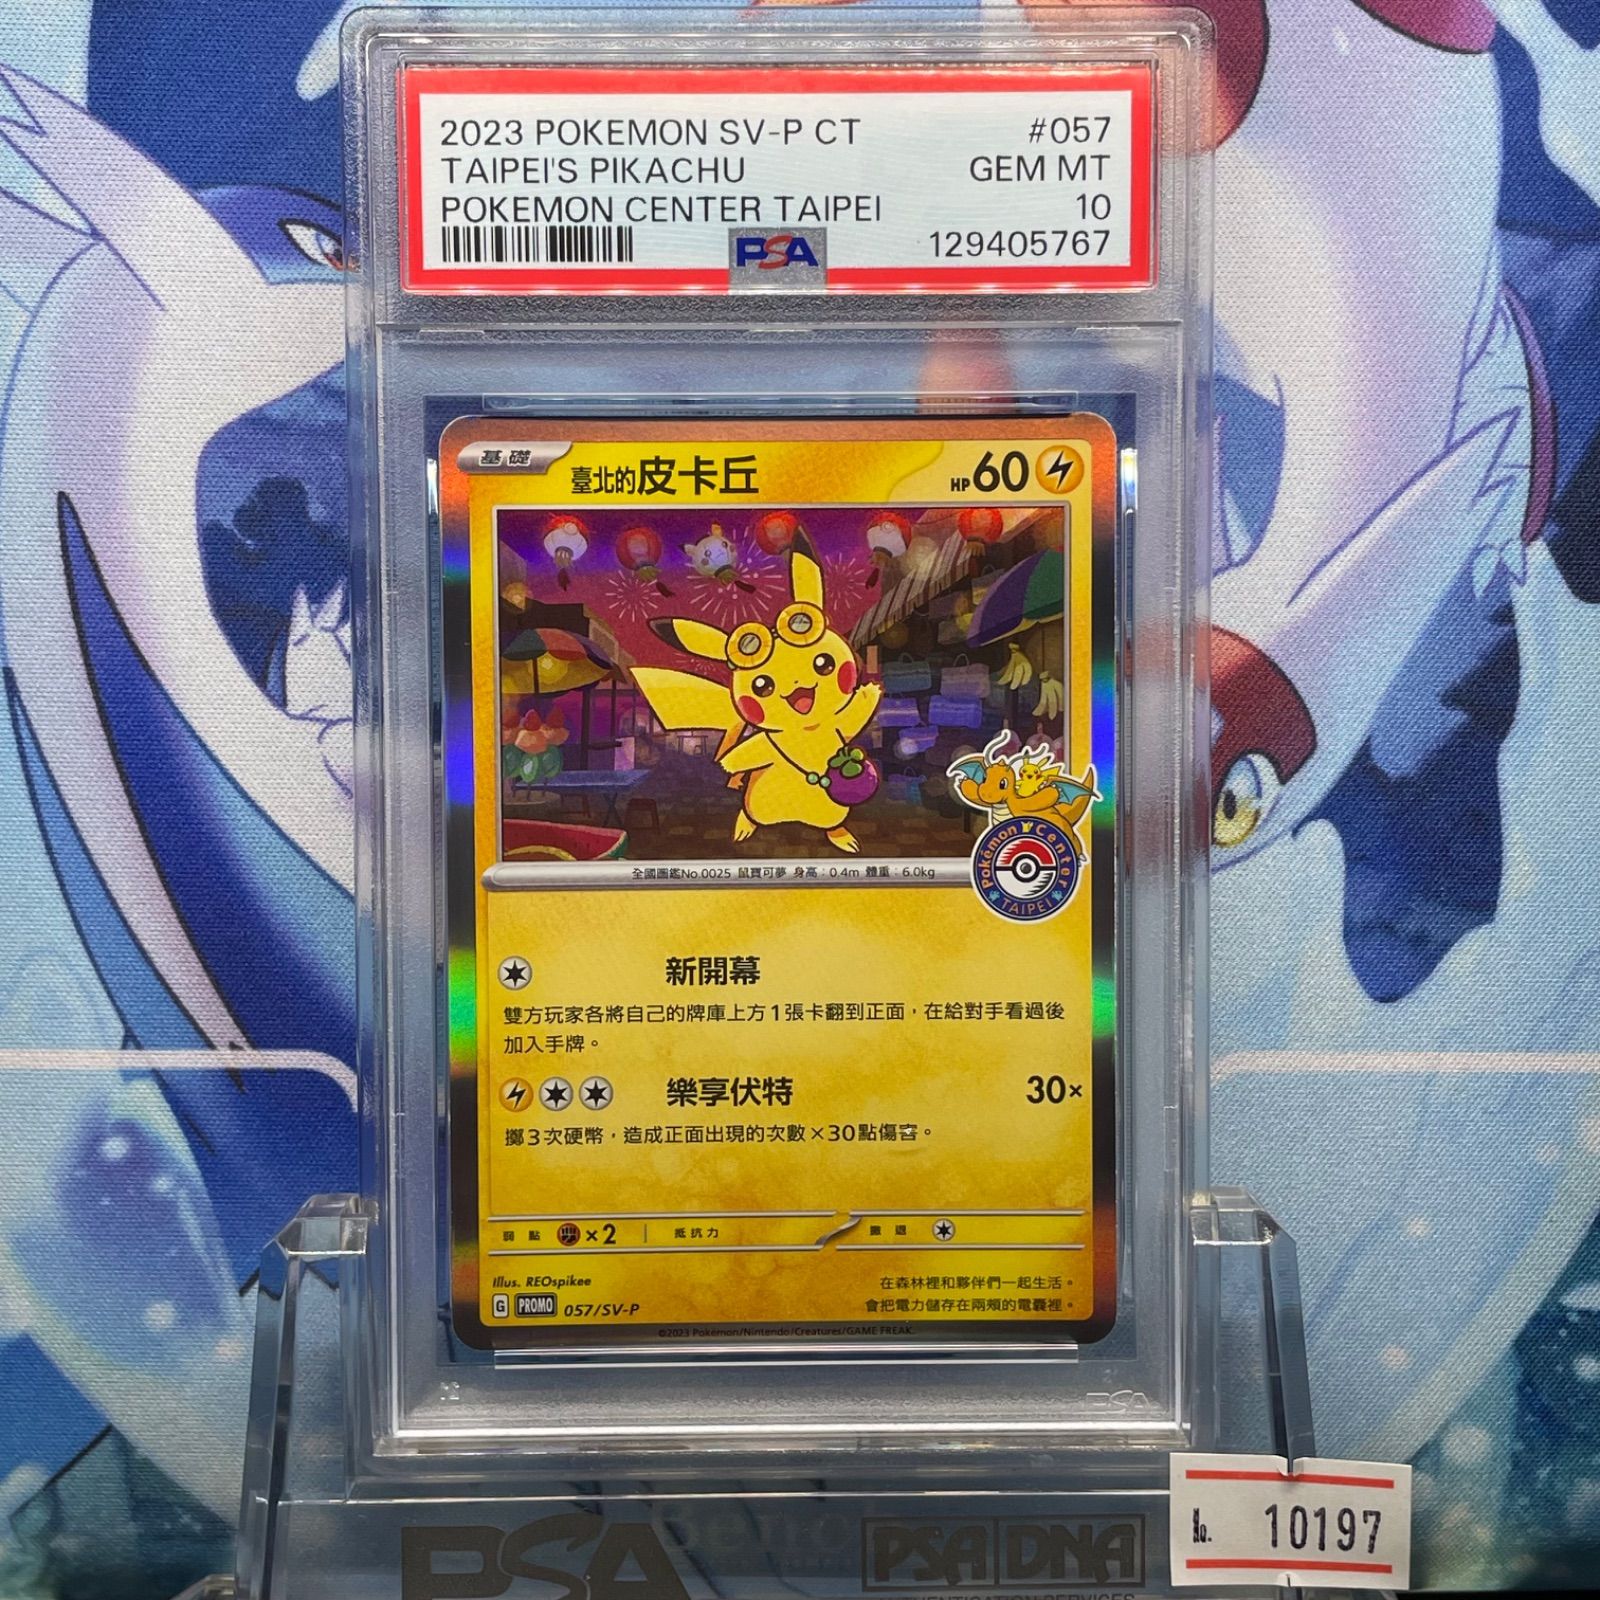 2023 POKEMON SV-P CT #057
TAIPEI'S PIKACHU GEM MT
POKEMON CENTER TAIPEI 10
PSA 129405767
基礎 臺北的皮卡丘 HP 60
Pokémon Center
TAIPEI
全國圖鑑No.0025 鼠寶可夢 身高：0.4m 體重：6.0kg
新開幕
雙方玩家各將自己的牌庫上方1張卡翻到正面，在給對手看過後
加入手牌。
樂享伏特 30×
擲3次硬幣，造成正面出現的次數×30點傷害。
弱點 ×2 抵抗力 撤退
Illus. REOspikee
G PROMO 057/SV-P
在森林裡和夥伴們一起生活。
會把電力儲存在兩頰的電囊裡。
©2023 Pokémon/Nintendo/Creatures/GAME FREAK.
PSA
PSA PSA DNA
AUTHENTICATION SERVICES
No. 10197